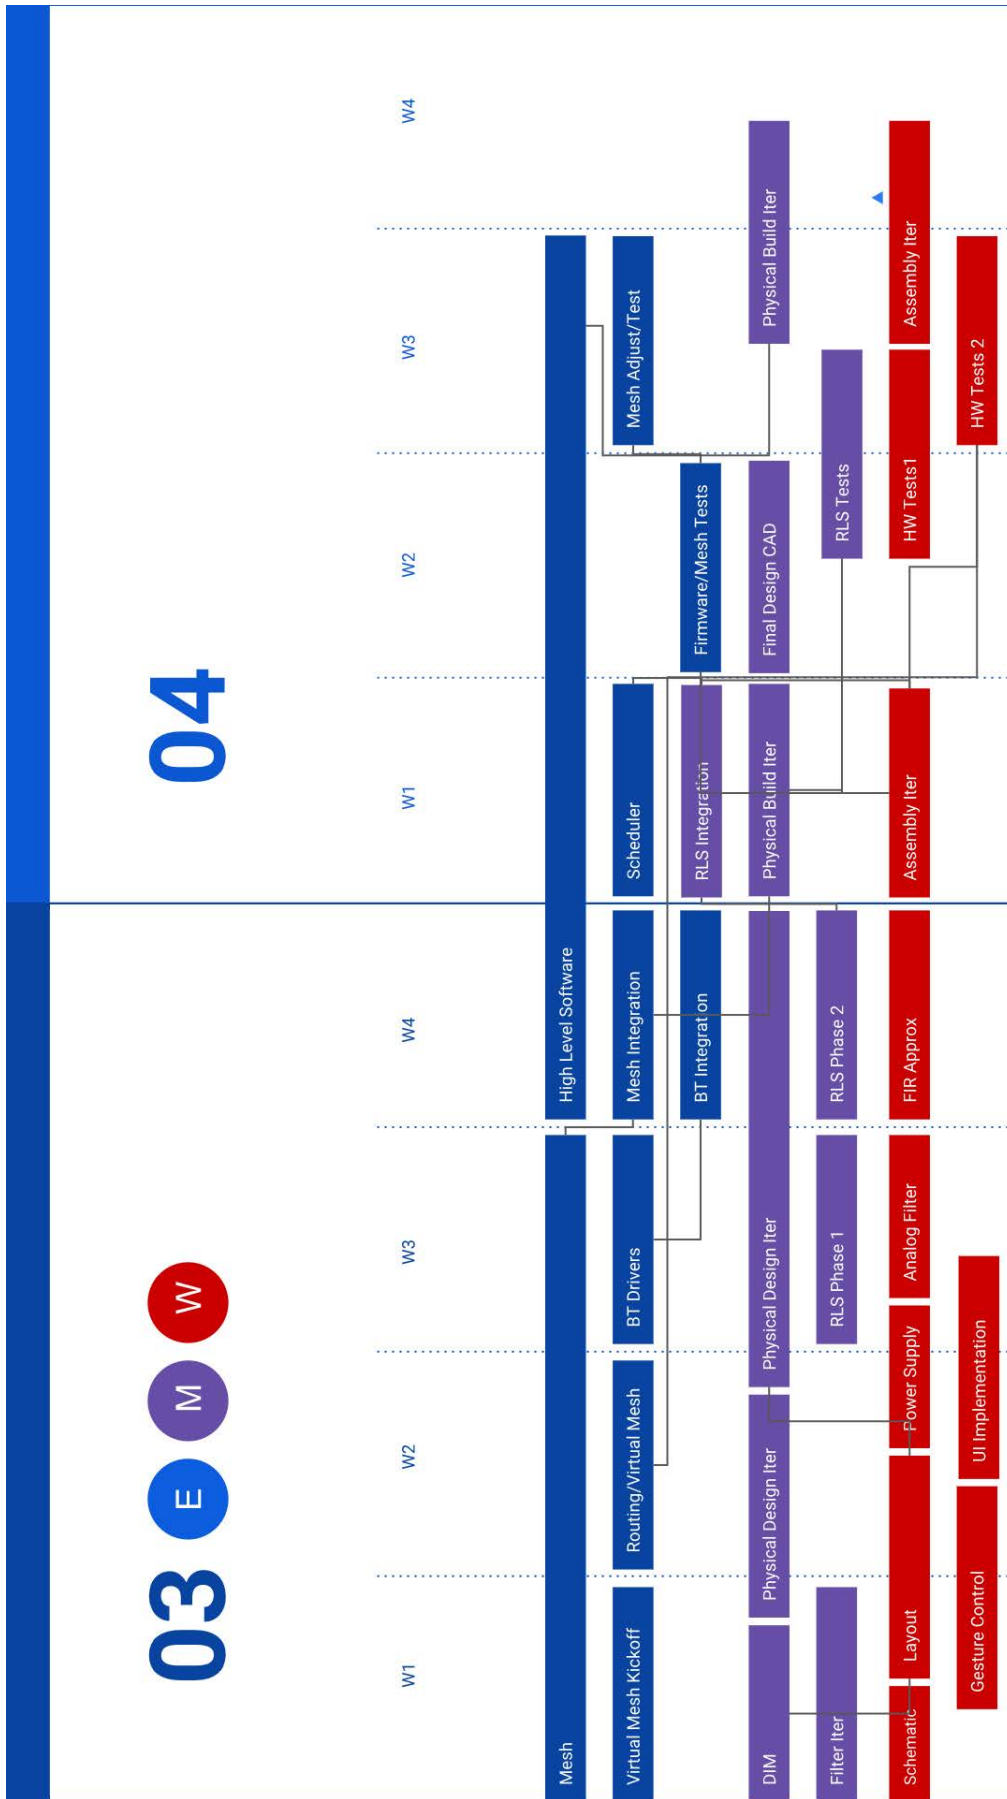 03 E M W
04
W1
W2
W3
W4
W1
W2
W3
W4
Mesh
High Level Software
Virtual Mesh Kickoff
Routing/Virtual Mesh
BT Drivers
Mesh Integration
Scheduler
Mesh Adjust/Test
BT Integration
RLS Integration
Firmware/Mesh Tests
DIM
Physical Design Iter
Physical Design Iter
Physical Build Iter
Final Design CAD
Physical Build Iter
Filter Iter
RLS Phase 1
RLS Phase 2
RLS Tests
Schematic
Layout
Power Supply
Analog Filter
FIR Approx
Assembly Iter
HW Tests1
Assembly Iter
Gesture Control
UI Implementation
HW Tests 2